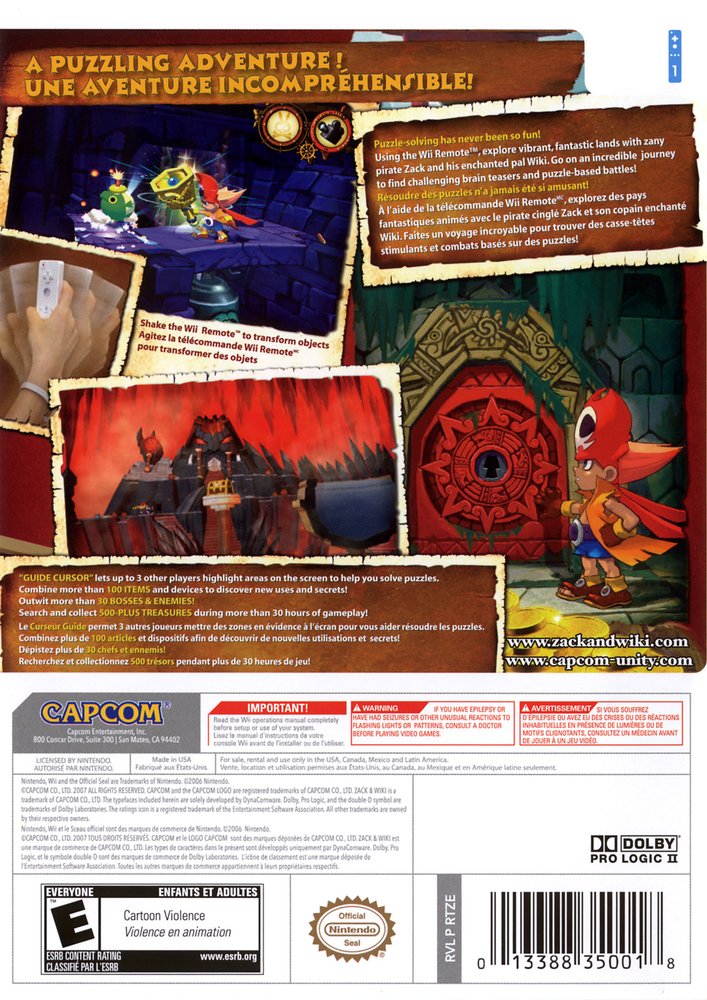 A PUZZLING ADVENTURE!
UNE AVENTURE INCOMPRÉHENSIBLE!
1
Puzzle-solving has never been so fun!
Using the Wii Remote™, explore vibrant, fantastic lands with zany
pirate Zack and his enchanted pal Wiki. Go on an incredible journey
to find challenging brain teasers and puzzle-based battles!
Résoudre des puzzles n'a jamais été si amusant!
À l'aide de la télécommande Wii Remote MC, explorez des pays
fantastiques animés avec le pirate cinglé Zack et son copain enchanté
Wiki. Faites un voyage incroyable pour trouver des casse-têtes
stimulants et combats basés sur des puzzles!
Shake the Wii Remote™ to transform objects
Agitez la télécommande Wii Remote MC
pour transformer des objets
"GUIDE CURSOR" lets up to 3 other players highlight areas on the screen to help you solve puzzles.
Combine more than 100 ITEMS and devices to discover new uses and secrets!
Outwit more than 30 BOSSES & ENEMIES!
Search and collect 500-PLUS TREASURES during more than 30 hours of gameplay!
Le Curseur Guide permet 3 autres joueurs mettre des zones en évidence à l'écran pour vous aider résoudre les puzzles.
Combinez plus de 100 articles et dispositifs afin de découvrir de nouvelles utilisations et secrets!
Dépistez plus de 30 chefs et ennemis!
Recherchez et collectionnez 500 trésors pendant plus de 30 heures de jeu!
www.zackandwiki.com
www.capcom-unity.com
CAPCOM®
Capcom Entertainment, Inc.
800 Concar Drive, Suite 300 | San Mateo, CA 94402
IMPORTANT!
Read the Wii operations manual completely
before setup or use of your system.
Lisez le manuel d'instructions de votre
console Wii avant de l'installer ou de l'utiliser.
WARNING IF YOU HAVE EPILEPSY OR
HAVE HAD SEIZURES OR OTHER UNUSUAL REACTIONS TO
FLASHING LIGHTS OR PATTERNS, CONSULT A DOCTOR
BEFORE PLAYING VIDEO GAMES.
AVERTISSEMENT SI VOUS SOUFFREZ
D'ÉPILEPSIE OU AVEZ EU DES CRISES OU DES RÉACTIONS
INHABITUELLES EN PRÉSENCE DE LUMIÈRES OU DE
MOTIFS CLIGNOTANTS, CONSULTEZ UN MÉDECIN AVANT
DE JOUER À UN JEU VIDÉO.
LICENSED BY NINTENDO.
AUTORISÉ PAR NINTENDO.
Made in USA
Fabriqué aux États-Unis.
For sale, rental and use only in the USA, Canada, Mexico and Latin America.
Vente, location et utilisation permises aux États-Unis, au Canada, au Mexique et en Amérique latine seulement.
Nintendo, Wii and the Official Seal are Trademarks of Nintendo. ©2006 Nintendo.
©CAPCOM CO., LTD. 2007 ALL RIGHTS RESERVED. CAPCOM and the CAPCOM LOGO are registered trademarks of CAPCOM CO., LTD. ZACK & WIKI is a
trademark of CAPCOM CO., LTD. The typefaces included herein are solely developed by DynaComware. Dolby, Pro Logic, and the double-D symbol are
trademarks of Dolby Laboratories. The ratings icon is a registered trademark of the Entertainment Software Association. All other trademarks are owned
by their respective owners.
Nintendo, Wii et le Sceau officiel sont des marques de commerce de Nintendo. ©2006 Nintendo.
©CAPCOM CO., LTD. 2007 TOUS DROITS RÉSERVÉS. CAPCOM et le LOGO CAPCOM sont des marques déposées de CAPCOM CO., LTD. ZACK & WIKI est
une marque de commerce de CAPCOM CO., LTD. Les types de caractères dans le présent sont développés uniquement par DynaComware. Dolby, Pro
Logic, et le symbole double-D sont des marques de commerce de Dolby Laboratories. L'icône de classement est une marque déposée de
l'Entertainment Software Association. Toutes les autres marques de commerce appartiennent à leurs propriétaires respectifs.
DOLBY
PRO LOGIC II
EVERYONE ENFANTS ET ADULTES
E™
Cartoon Violence
Violence en animation
ESRB CONTENT RATING www.esrb.org
CLASSIFIÉ PAR L'ESRB
Official
Nintendo
Seal
RVL P RTZE
0 13388 35001 8